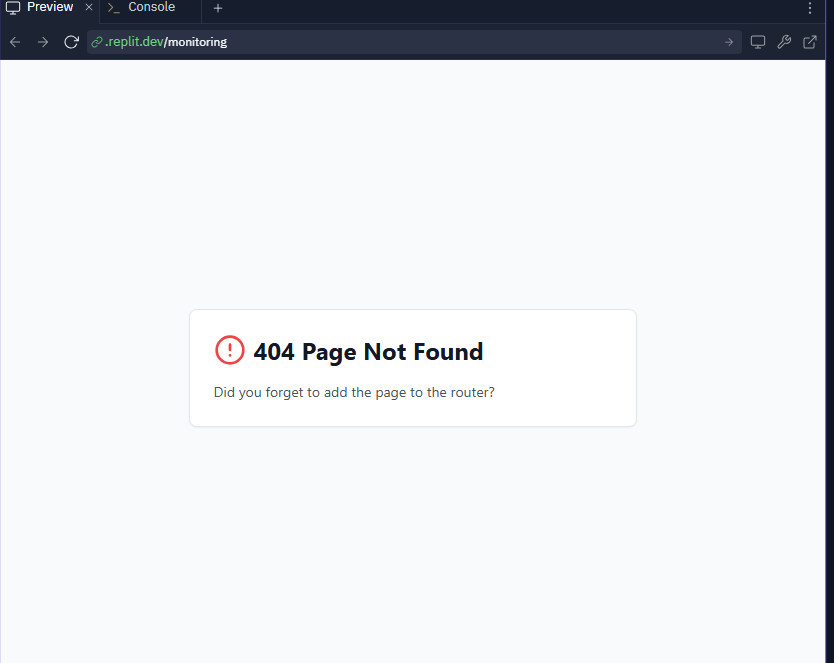 Preview
Console
.replit.dev/monitoring
404 Page Not Found
Did you forget to add the page to the router?